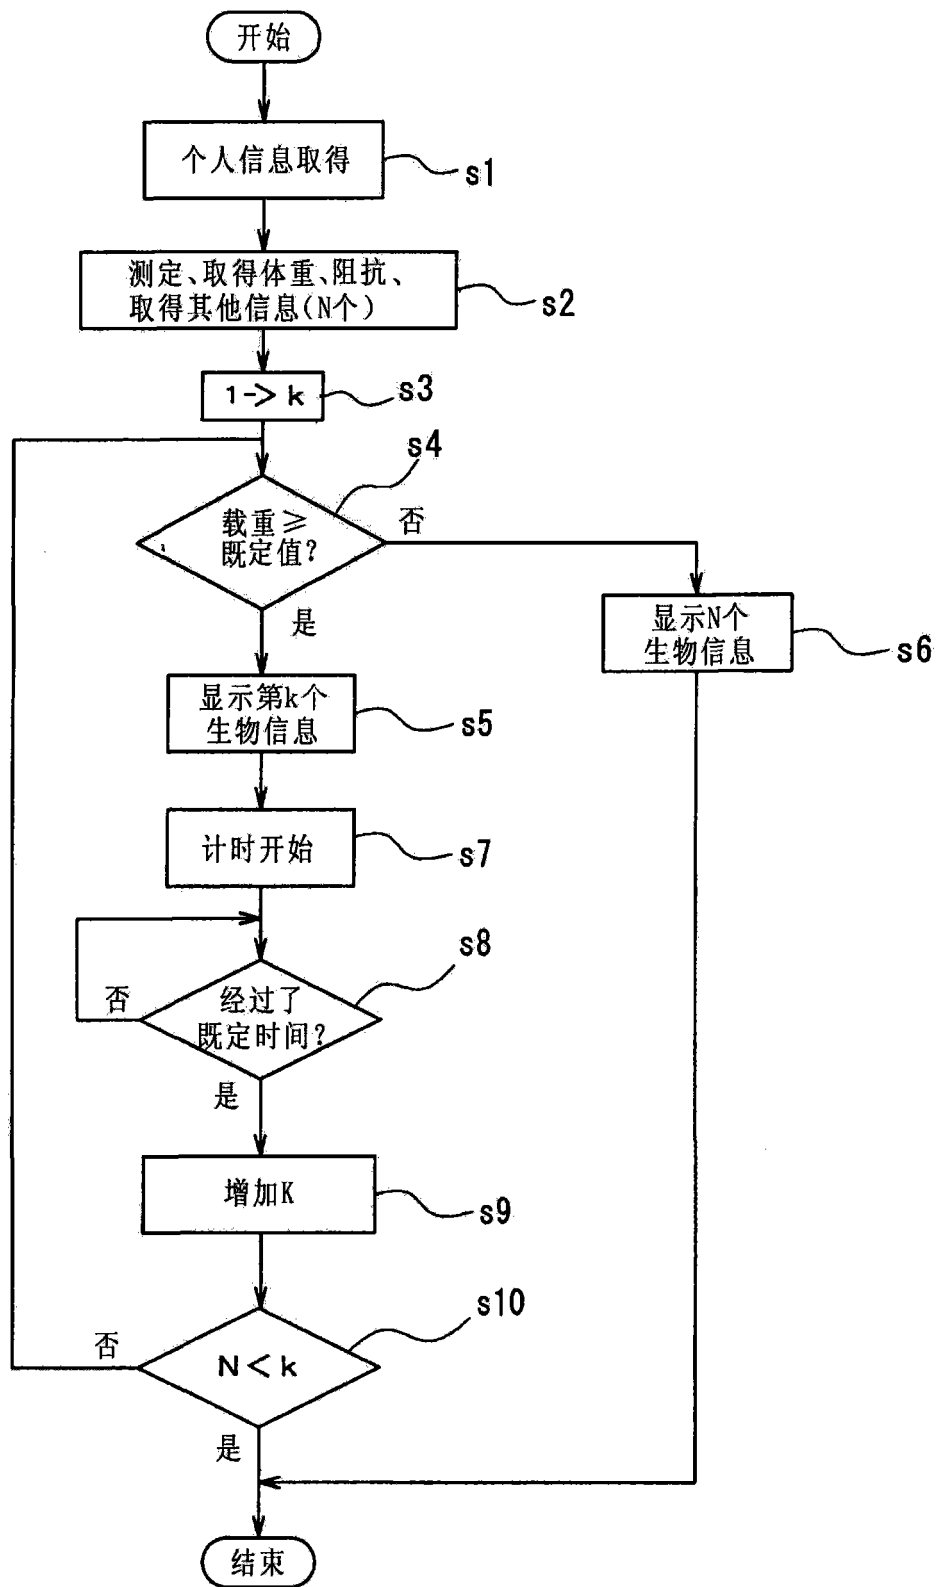 开始
个人信息取得
s1
测定、取得体重、阻抗、
取得其他信息(N个)
s2
1->k
s3
s4
载重≥
既定值?
否
是
显示N个
生物信息
s6
显示第k个
生物信息
s5
计时开始
s7
s8
经过了
既定时间?
否
是
增加K
s9
s10
N<k
否
是
结束